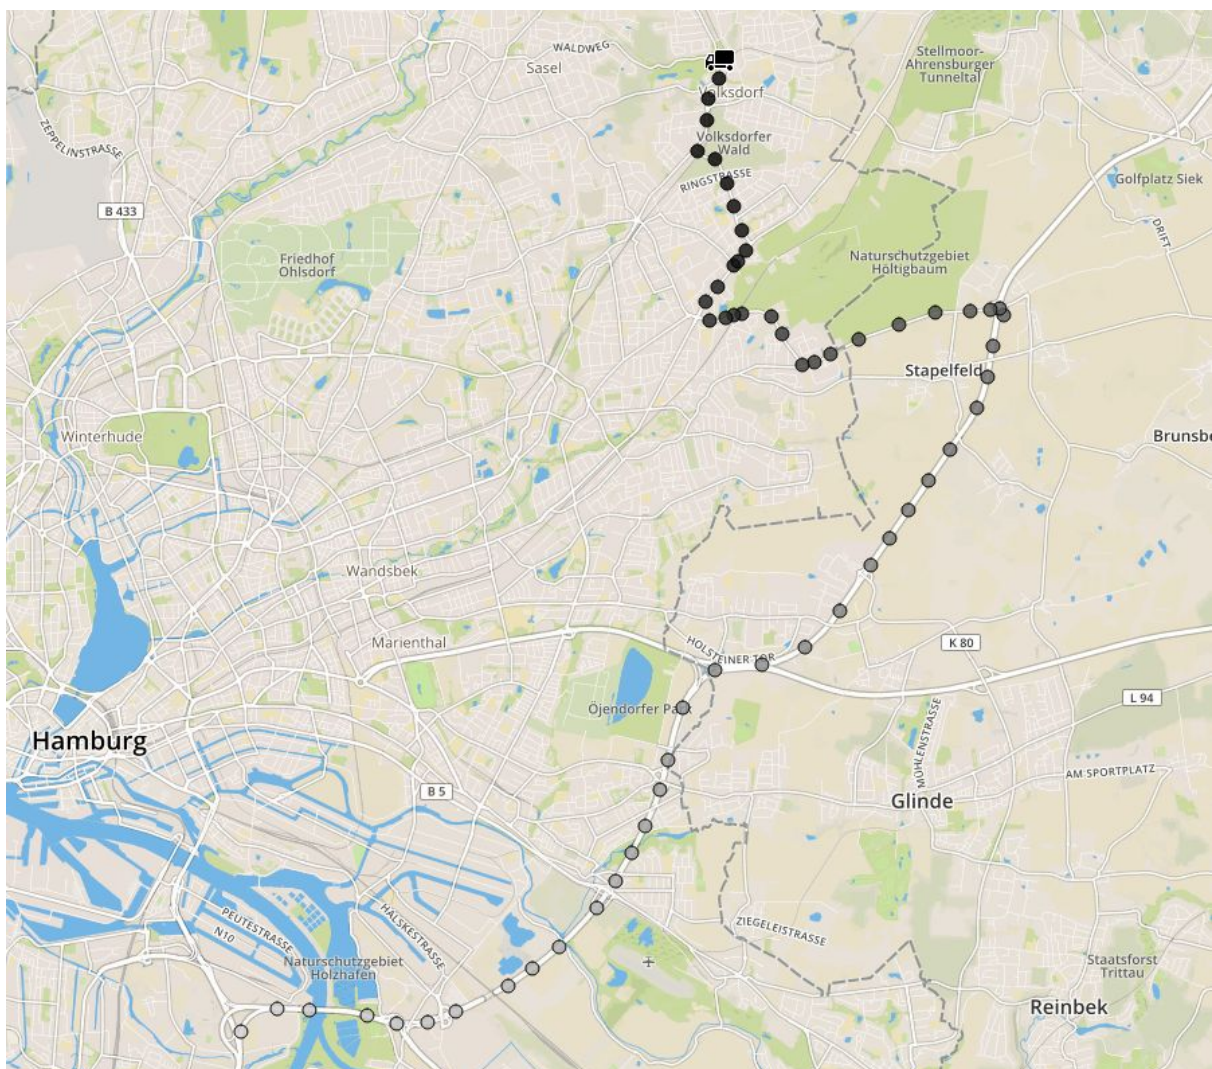 WALDWEG
Sasel
Stellmoor-
Ahrensburger
Tunneltal
Volksdorf
ZEPPELINSTRASSE
Volksdorfer
Wald
RINGSTRASSE
Golfplatz Siek
B 433
DRIFT
Friedhof
Ohlsdorf
Naturschutzgebiet
Höltigbaum
Stapelfeld
Winterhude
Brunsbe
Wandsbek
Marienthal
HOLSTEINER TOR
K 80
Öjendorfer Park
L 94
Hamburg
MÖHLENSTRASSE
AM SPORTPLATZ
B 5
Glinde
PEUTESTRASSE
N10
HALSKESTRASSE
ZIEGELEISTRASSE
Naturschutzgebiet
Holzhafen
Staatsforst
Trittau
Reinbek